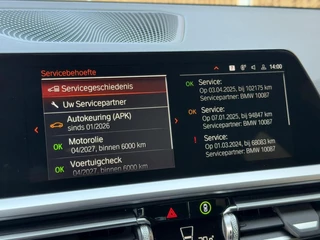 Servicebehoefte
14:00
Servicegeschiedenis
Uw Servicepartner
Autokeuring (APK)
sinds 01/2026
OK Motorolie
04/2027, binnen 6000 km
OK Voertuigcheck
04/2027, binnen 6000 km
OK Service:
Op 03.04.2025, bij 102175 km
Servicepartner: BMW 10087
OK Service:
Op 07.01.2025, bij 94847 km
Servicepartner: BMW 10087
! Service:
Op 01.03.2024, bij 68083 km
Servicepartner: BMW 10087